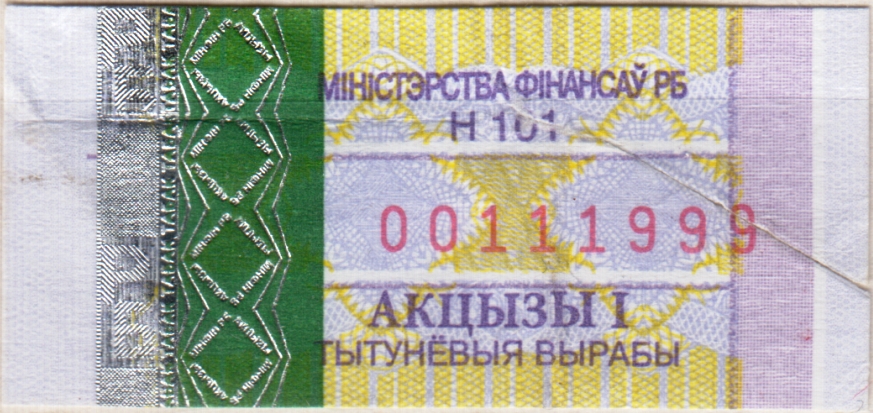 МІНІСТЭРСТВА ФІНАНСАЎ РБ
Н 101
00111999
АКЦЫЗЫ І
ТЫТУНЁВЫЯ ВЫРАБЫ